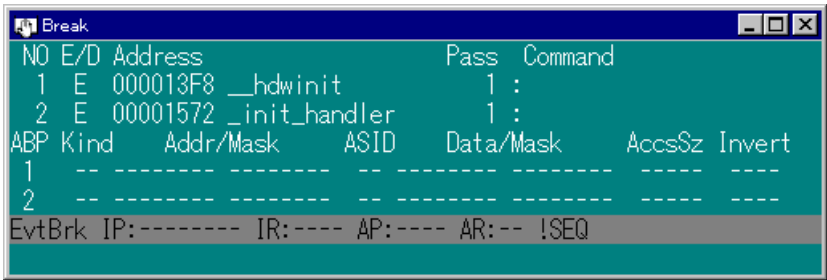 Break
NO E/D Address Pass Command
1 E 000013F8 __hdwinit 1 :
2 E 00001572 _init_handler 1 :
ABP Kind Addr/Mask ASID Data/Mask AccsSz Invert
1 -- -------- -------- -- -------- -------- ----- ----
2 -- -------- -------- -- -------- -------- ----- ----
EvtBrk IP:-------- IR:---- AP:---- AR:-- !SEQ